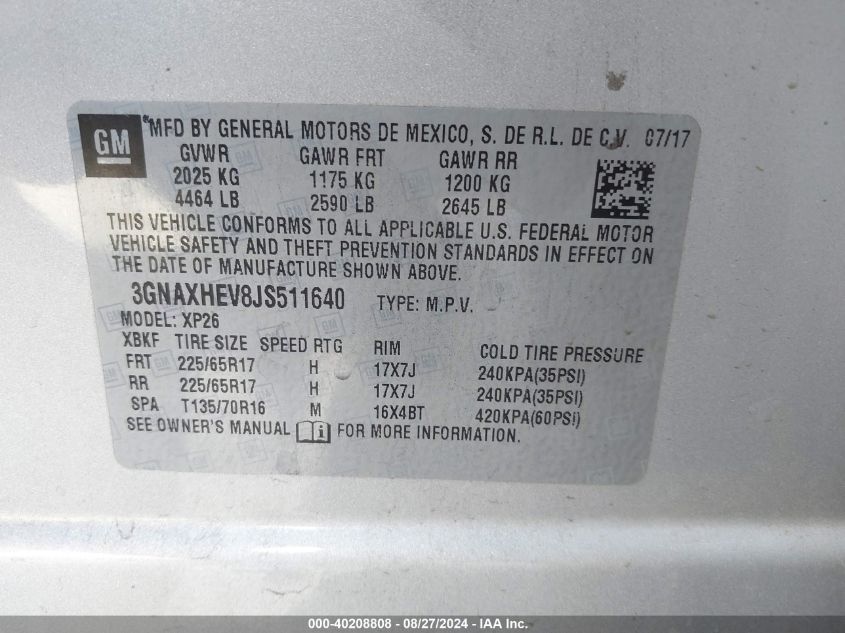 GM
MFD BY GENERAL MOTORS DE MEXICO, S. DE R.L. DE C.V. 07/17
GVWR GAWR FRT GAWR RR
2025 KG 1175 KG 1200 KG
4464 LB 2590 LB 2645 LB
THIS VEHICLE CONFORMS TO ALL APPLICABLE U.S. FEDERAL MOTOR
VEHICLE SAFETY AND THEFT PREVENTION STANDARDS IN EFFECT ON
THE DATE OF MANUFACTURE SHOWN ABOVE.
3GNAXHEV8JS511640 TYPE: M.P.V.
MODEL: XP26
XBKF TIRE SIZE SPEED RTG RIM COLD TIRE PRESSURE
FRT 225/65R17 H 17X7J 240KPA(35PSI)
RR 225/65R17 H 17X7J 240KPA(35PSI)
SPA T135/70R16 M 16X4BT 420KPA(60PSI)
SEE OWNER'S MANUAL FOR MORE INFORMATION.
000-40208808 - 08/27/2024 - IAA Inc.